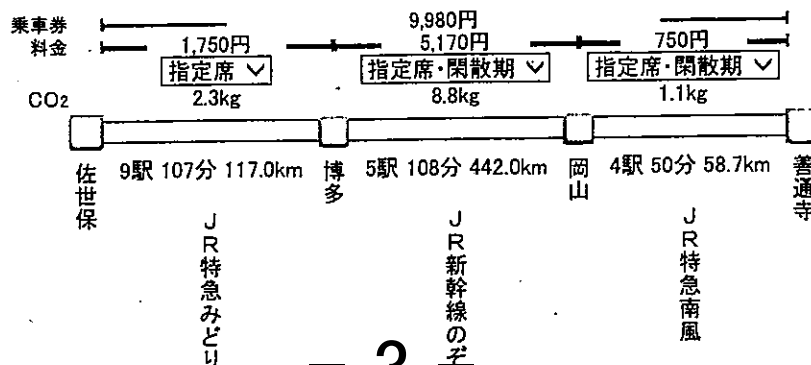 乗車券 9,980円
料金 1,750円 5,170円 750円
指定席 指定席・閑散期 指定席・閑散期
CO2 2.3kg 8.8kg 1.1kg
佐世保 9駅 107分 117.0km 博多 5駅 108分 442.0km 岡山 4駅 50分 58.7km 善通寺
JR特急みどり
JR新幹線のぞ
JR特急南風
― 3 ―